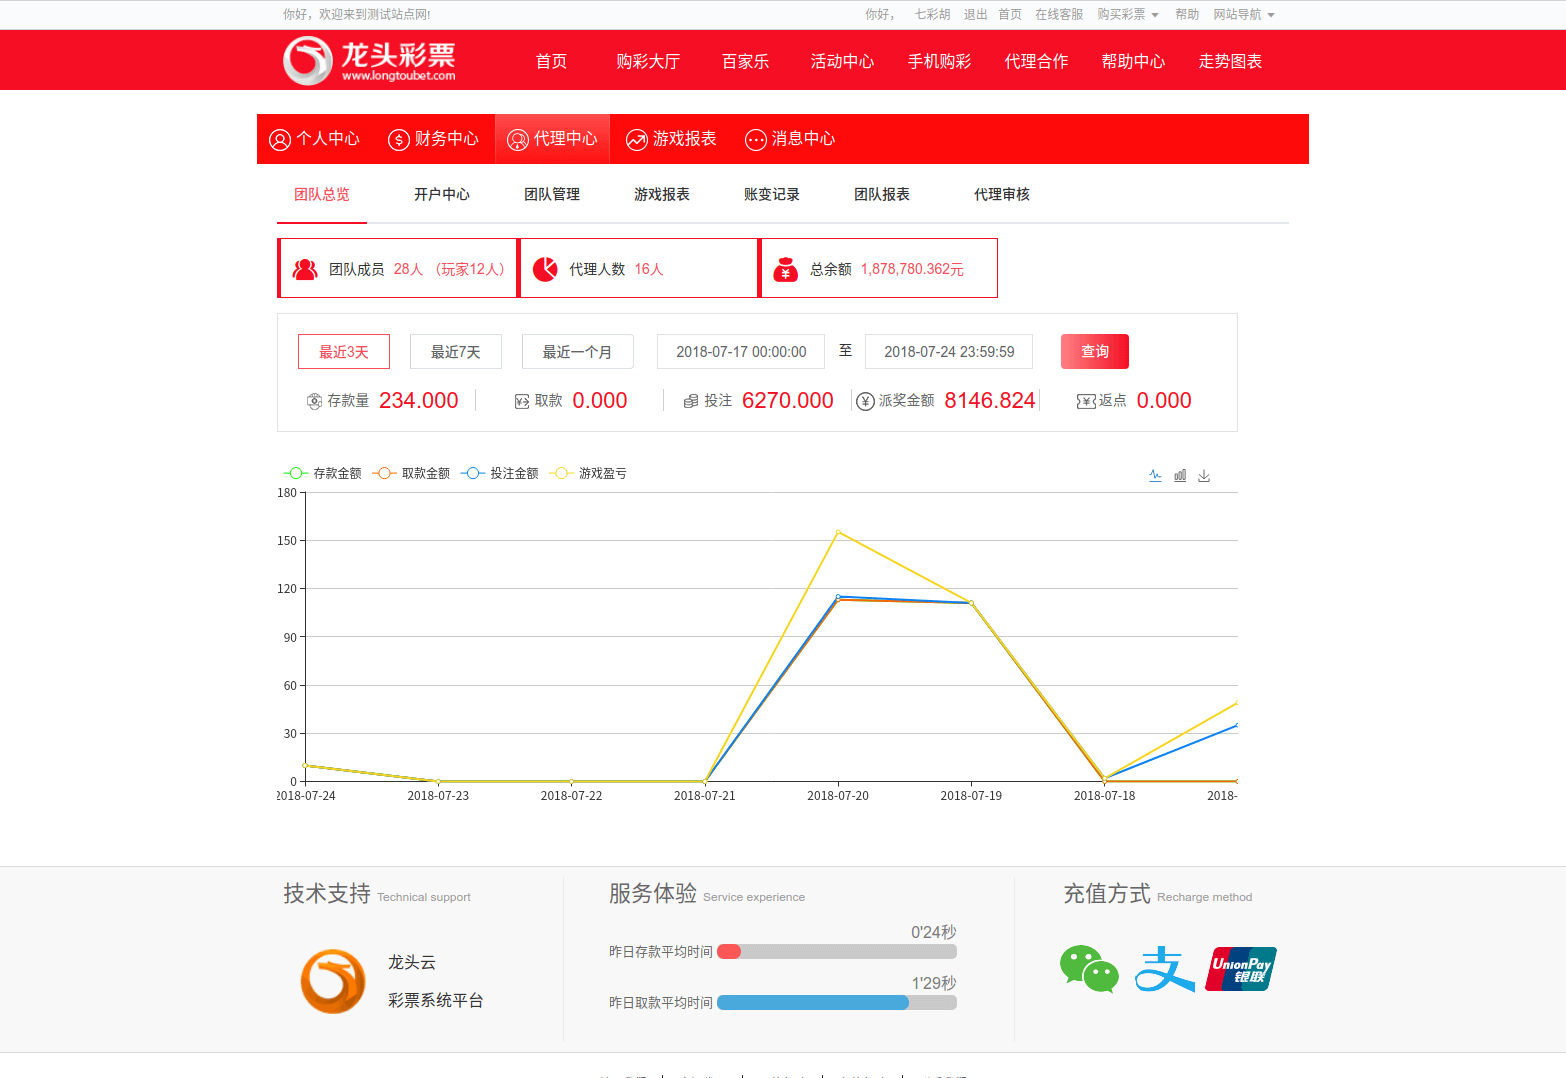 你好，欢迎来到测试站点网!
你好， 七彩胡 退出 首页 在线客服 购买彩票 帮助 网站导航
龙头彩票
www.longtoubet.com
首页 购彩大厅 百家乐 活动中心 手机购彩 代理合作 帮助中心 走势图表
个人中心 财务中心 代理中心 游戏报表 消息中心
团队总览 开户中心 团队管理 游戏报表 账变记录 团队报表 代理审核
团队成员 28人 （玩家12人） 代理人数 16人 总余额 1,878,780.362元
最近3天 最近7天 最近一个月 2018-07-17 00:00:00 至 2018-07-24 23:59:59 查询
存款量 234.000 取款 0.000 投注 6270.000 派奖金额 8146.824 返点 0.000
存款金额 取款金额 投注金额 游戏盈亏
180
150
120
90
60
30
0
2018-07-24 2018-07-23 2018-07-22 2018-07-21 2018-07-20 2018-07-19 2018-07-18 2018-
技术支持 Technical support
龙头云
彩票系统平台
服务体验 Service experience
0'24秒
昨日存款平均时间
1'29秒
昨日取款平均时间
充值方式 Recharge method
支
UnionPay
银联